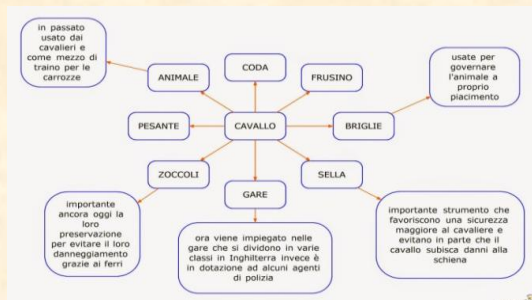 in passato
usato dai
cavalieri e
come mezzo di
traino per le
carrozze
ANIMALE
CODA
FRUSINO
usate per
governare
l'animale a
proprio
piacimento
PESANTE
CAVALLO
BRIGLIE
ZOCCOLI
GARE
SELLA
importante
ancora oggi la
loro
preservazione
per evitare il loro
danneggiamento
grazie ai ferri
ora viene impiegato nelle
gare che si dividono in varie
classi in Inghilterra invece è
in dotazione ad alcuni agenti
di polizia
importante strumento che
favoriscono una sicurezza
maggiore al cavaliere e
evitano in parte che il
cavallo subisca danni alla
schiena